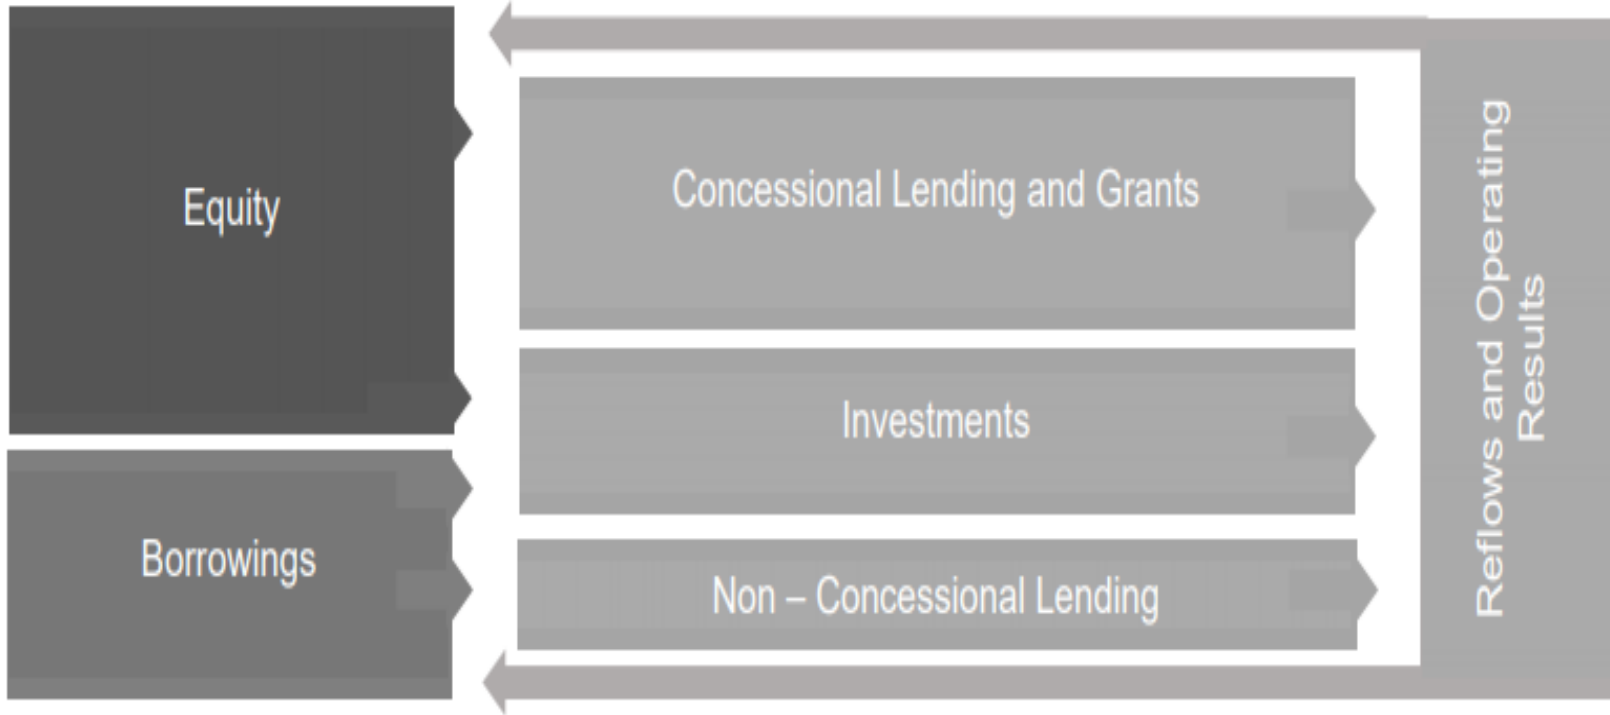 Equity
Borrowings
Concessional Lending and Grants
Investments
Non – Concessional Lending
Reflows and Operating
Results